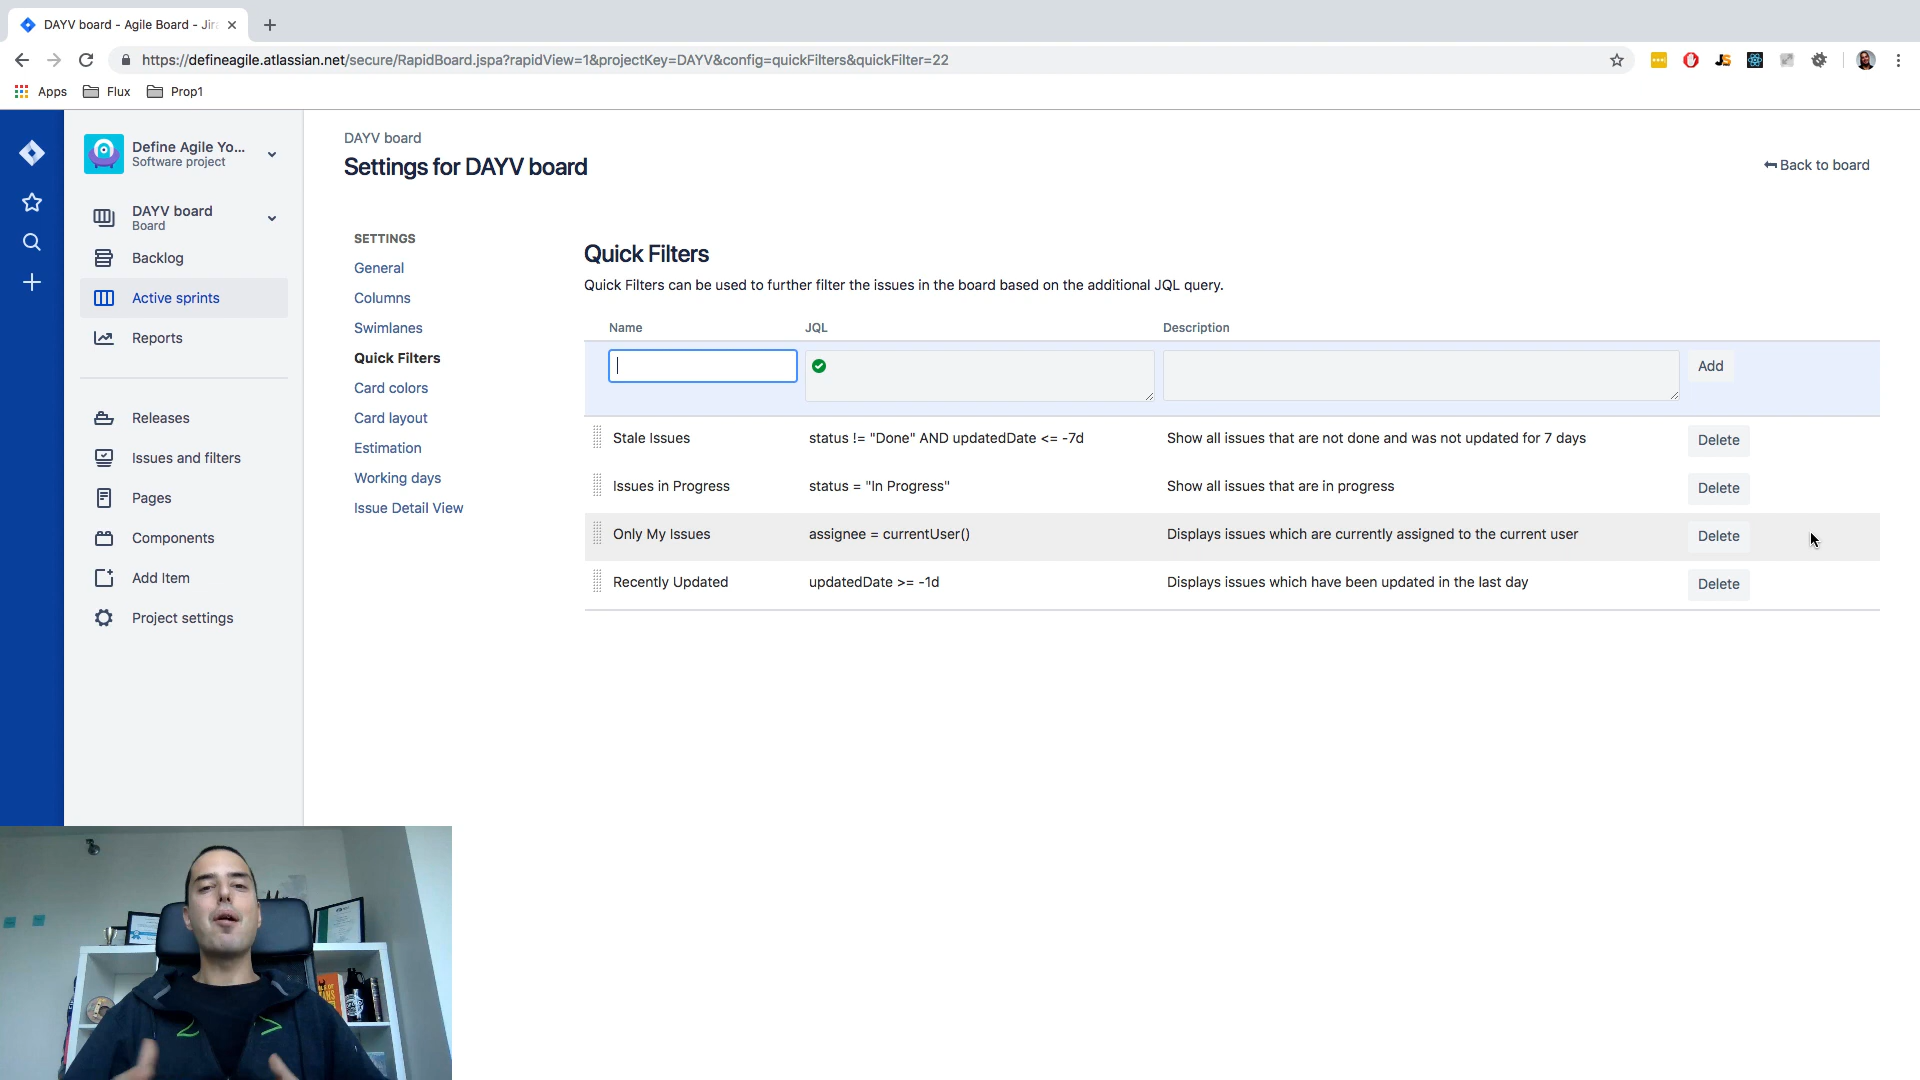 DAYV board - Agile Board - Jir
https://defineagile.atlassian.net/secure/RapidBoard.jspa?rapidView=1&projectKey=DAYV&config=quickFilters&quickFilter=22
Apps Flux Prop1
Define Agile Yo...
Software project
DAYV board
Board
Backlog
Active sprints
Reports
Releases
Issues and filters
Pages
Components
Add Item
Project settings
DAYV board
Settings for DAYV board
Back to board
SETTINGS
General
Columns
Swimlanes
Quick Filters
Card colors
Card layout
Estimation
Working days
Issue Detail View
Quick Filters
Quick Filters can be used to further filter the issues in the board based on the additional JQL query.
Name JQL Description
Add
Stale Issues status != "Done" AND updatedDate <= -7d Show all issues that are not done and was not updated for 7 days Delete
Issues in Progress status = "In Progress" Show all issues that are in progress Delete
Only My Issues assignee = currentUser() Displays issues which are currently assigned to the current user Delete
Recently Updated updatedDate >= -1d Displays issues which have been updated in the last day Delete